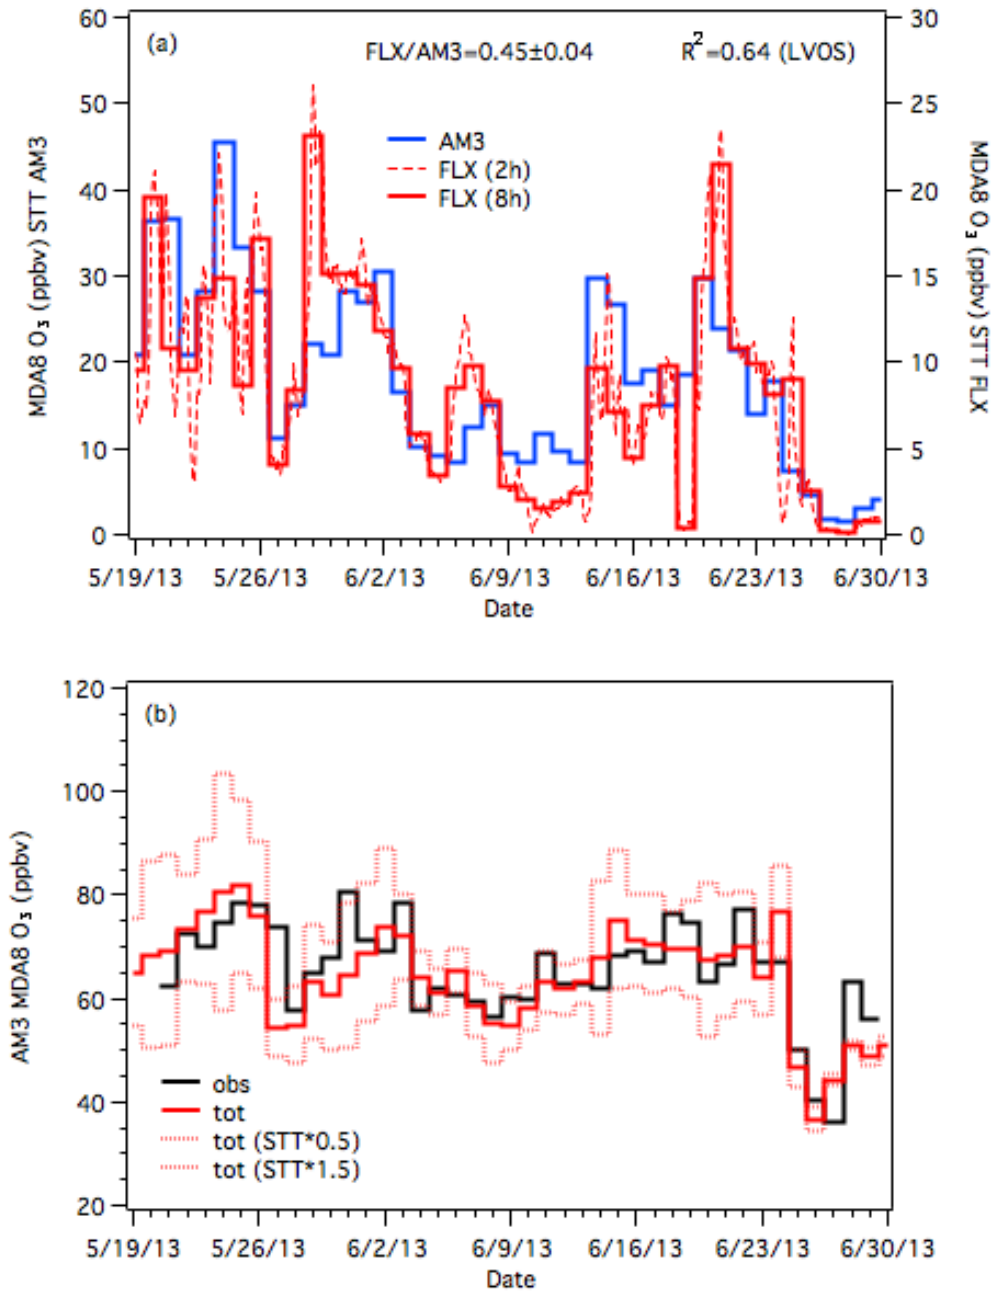 (a)
FLX/AM3=0.45±0.04
R²=0.64 (LVOS)
AM3
FLX (2h)
FLX (8h)
MDA8 O₃ (ppbv) STT AM3
60
50
40
30
20
10
0
MDA8 O₃ (ppbv) STT FLX
30
25
20
15
10
5
0
5/19/13 5/26/13 6/2/13 6/9/13 6/16/13 6/23/13 6/30/13
Date
(b)
AM3 MDA8 O₃ (ppbv)
120
100
80
60
40
20
obs
tot
tot (STT*0.5)
tot (STT*1.5)
5/19/13 5/26/13 6/2/13 6/9/13 6/16/13 6/23/13 6/30/13
Date